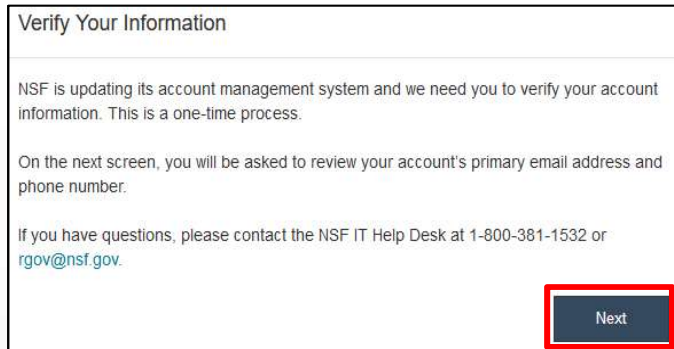 Verify Your Information
NSF is updating its account management system and we need you to verify your account
information. This is a one-time process.
On the next screen, you will be asked to review your account's primary email address and
phone number.
If you have questions, please contact the NSF IT Help Desk at 1-800-381-1532 or
rgov@nsf.gov.
Next